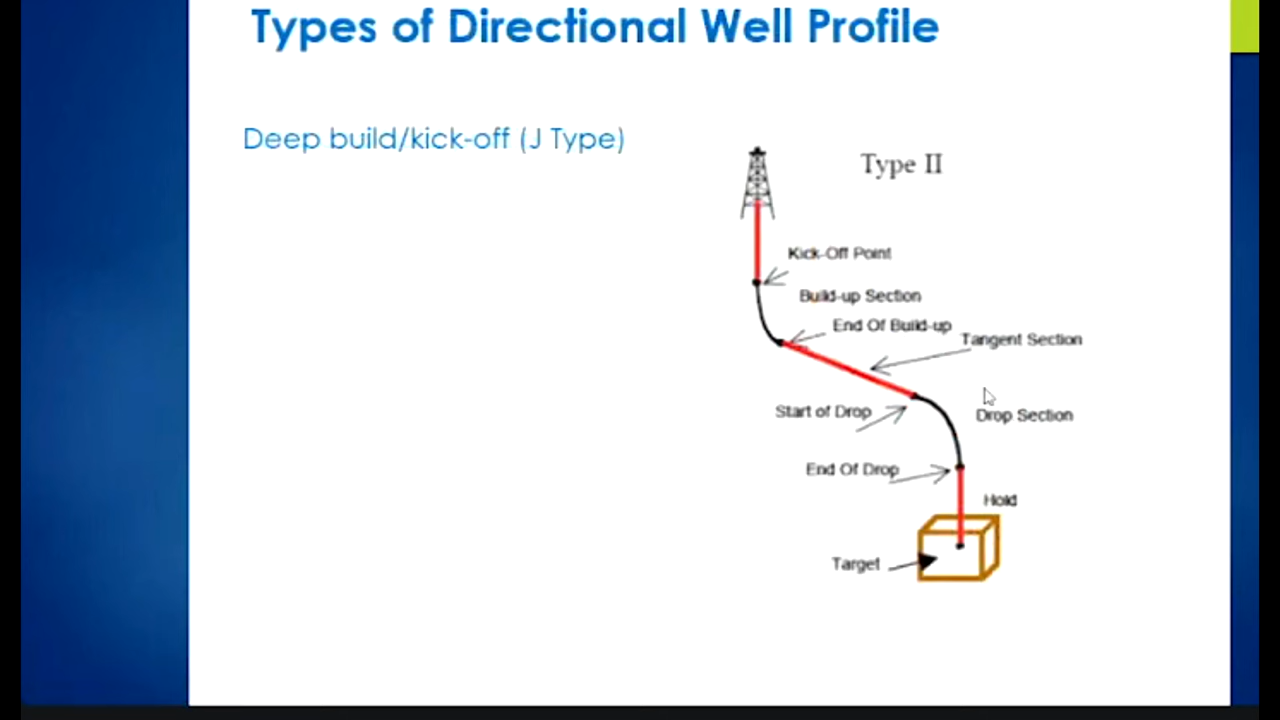 Types of Directional Well Profile
Deep build/kick-off (J Type)
Type II
Kick-Off Point
Build-up Section
End Of Build-up
Tangent Section
Start of Drop
Drop Section
End Of Drop
Hold
Target